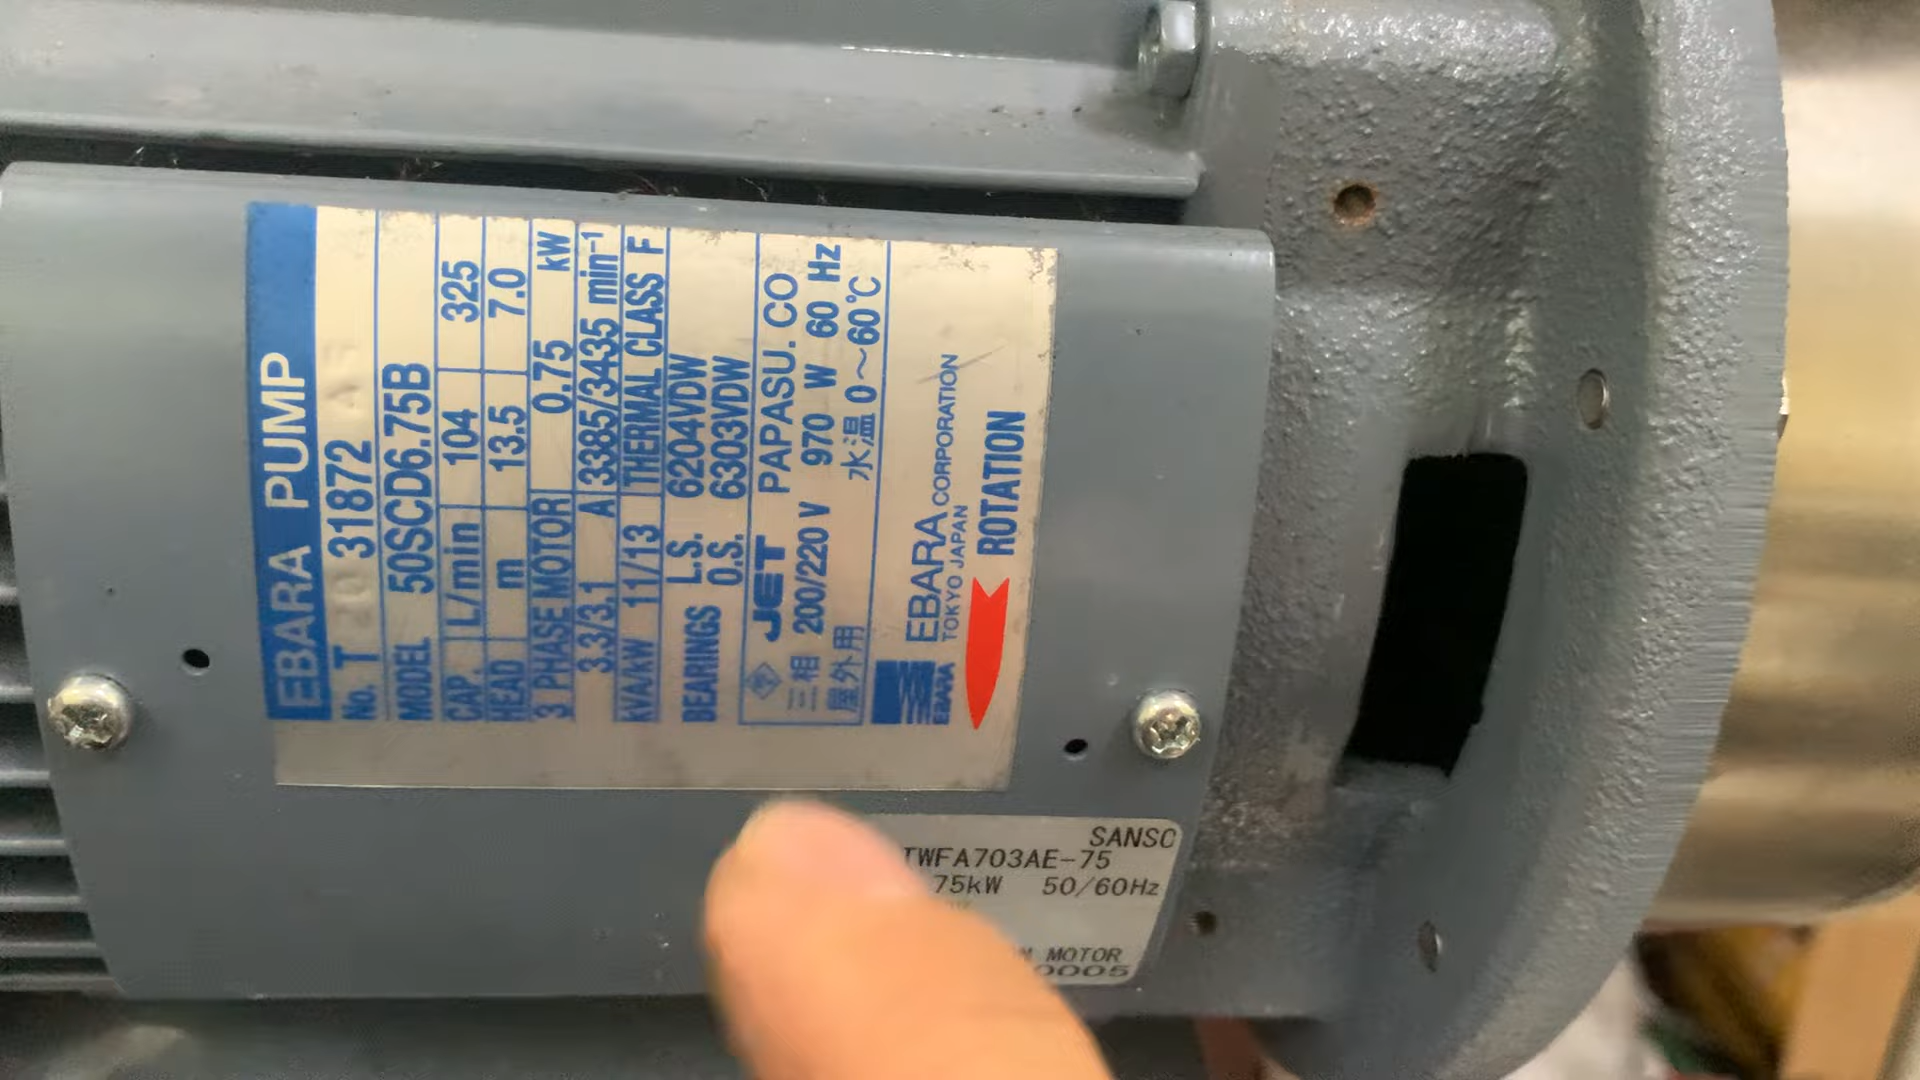 EBARA PUMP
No. T 31872
MODEL 50SCD6.75B
CAP. L/min 104 325
HEAD m 13.5 7.0
3 PHASE MOTOR 0.75 kW
3.3/3.1 A 3385/3435 min⁻¹
kVA/kW 11/13 THERMAL CLASS F
BEARINGS L.S. 6204VDW
O.S. 6303VDW
JET PAPASU. CO
三相 200/220 V 970 W 60 Hz
屋外用 水温 0～60℃
EBARA CORPORATION
EBARA TOKYO JAPAN
ROTATION
SANSO
TWFA703AE-75
75kW 50/60Hz
MOTOR
0005